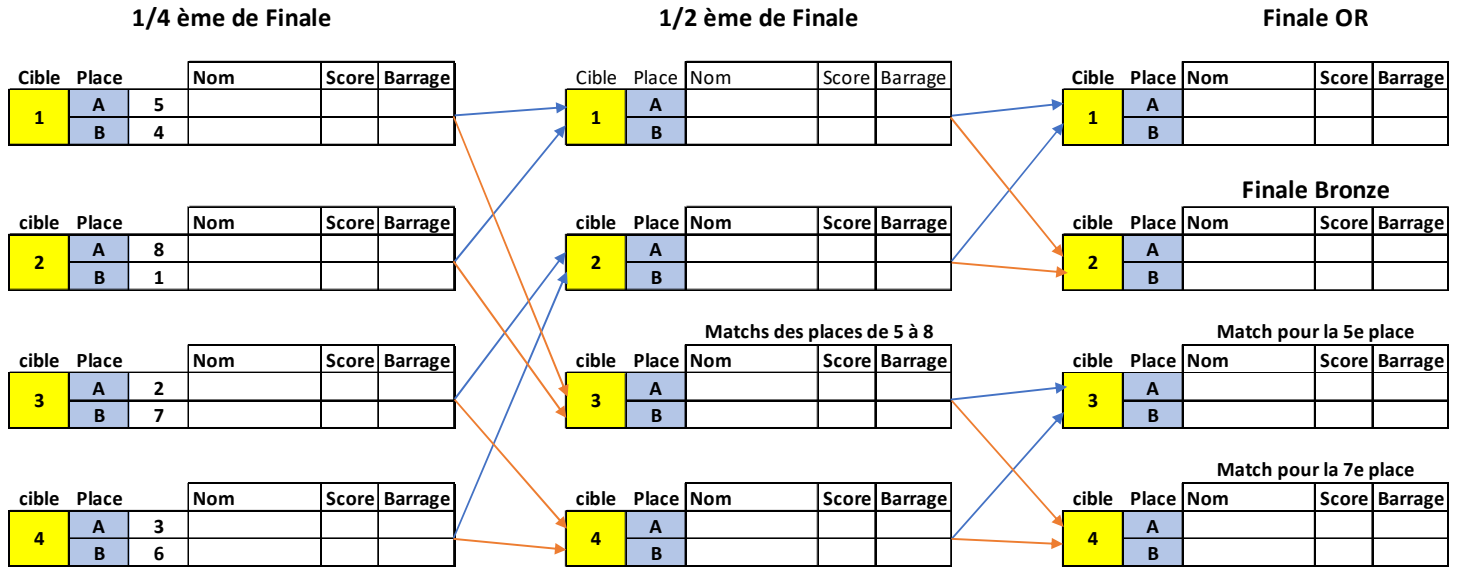 1/4 ème de Finale 1/2 ème de Finale Finale OR
Cible Place Nom Score Barrage Cible Place Nom Score Barrage Cible Place Nom Score Barrage
1 A 5 1 A 1 A
B 4 B B
Finale Bronze
cible Place Nom Score Barrage cible Place Nom Score Barrage cible Place Nom Score Barrage
2 A 8 2 A 2 A
B 1 B B
Matchs des places de 5 à 8 Match pour la 5e place
cible Place Nom Score Barrage cible Place Nom Score Barrage cible Place Nom Score Barrage
3 A 2 3 A 3 A
B 7 B B
Match pour la 7e place
cible Place Nom Score Barrage cible Place Nom Score Barrage cible Place Nom Score Barrage
4 A 3 4 A 4 A
B 6 B B